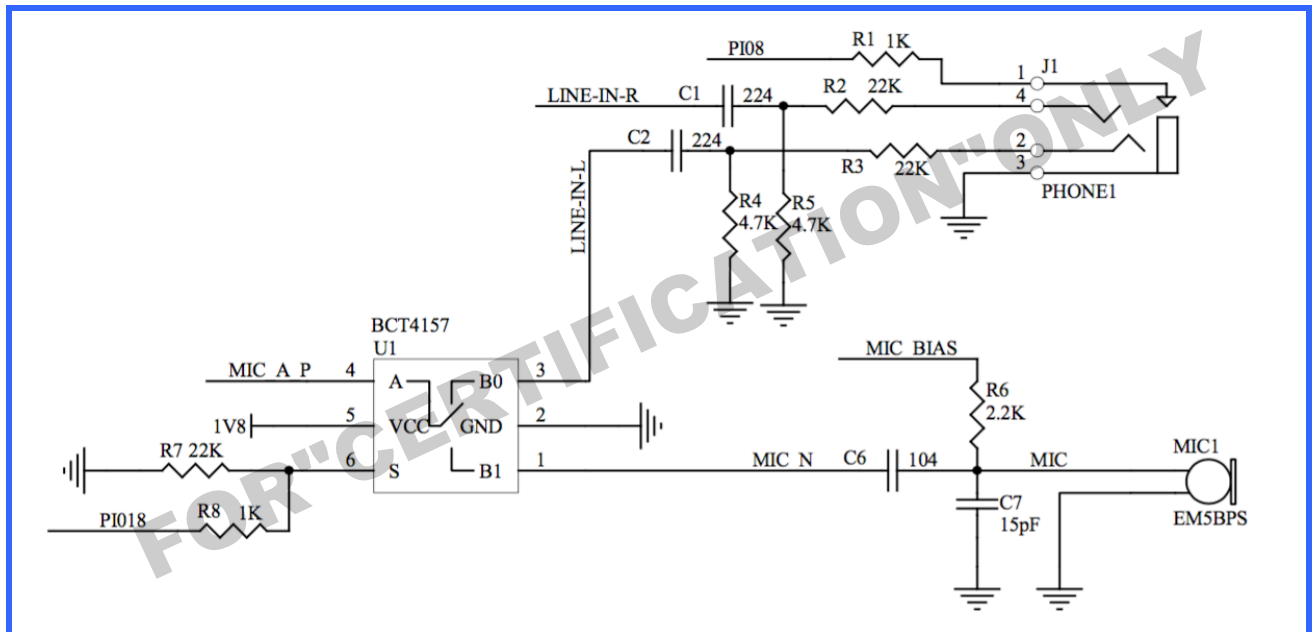 PI08
R1 1K
1 J1
R2 22K
4
LINE-IN-R
C1 224
C2 224
2
R3 22K
3
PHONE1
R4
4.7K
R5
4.7K
LINE-IN-L
BCT4157
U1
MIC_A_P 4 A B0 3
1V8 5 VCC GND 2
R7 22K
6 S B1 1
PI018 R8 1K
MIC_BIAS
R6
2.2K
MIC_N C6 104 MIC
MIC1
C7
15pF
EM5BPS
FOR"CERTIFICATION"ONLY